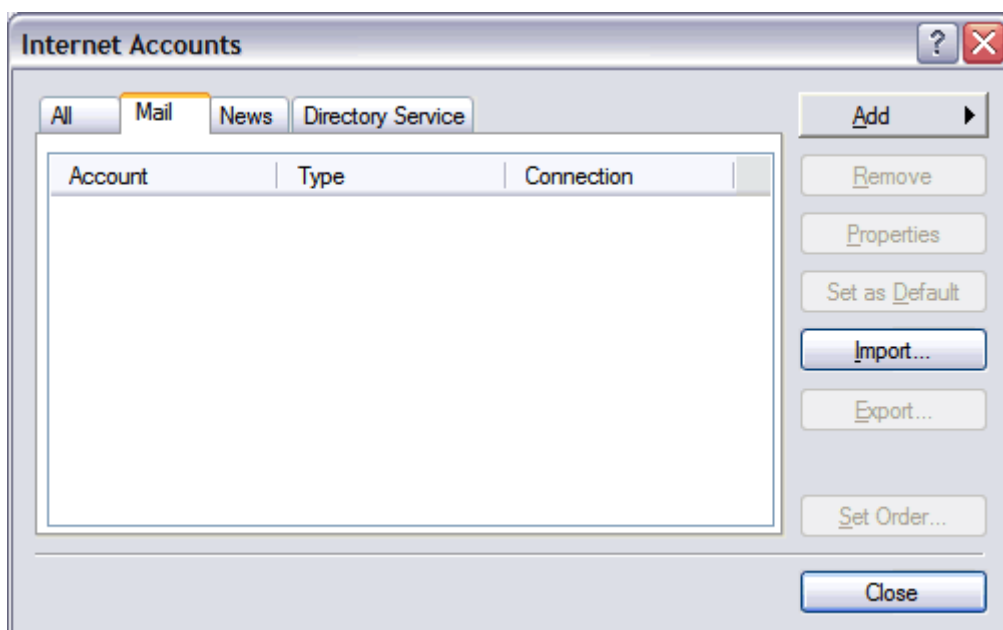 Internet Accounts
?
All Mail News Directory Service
Account Type Connection
Add
Remove
Properties
Set as Default
Import...
Export...
Set Order...
Close